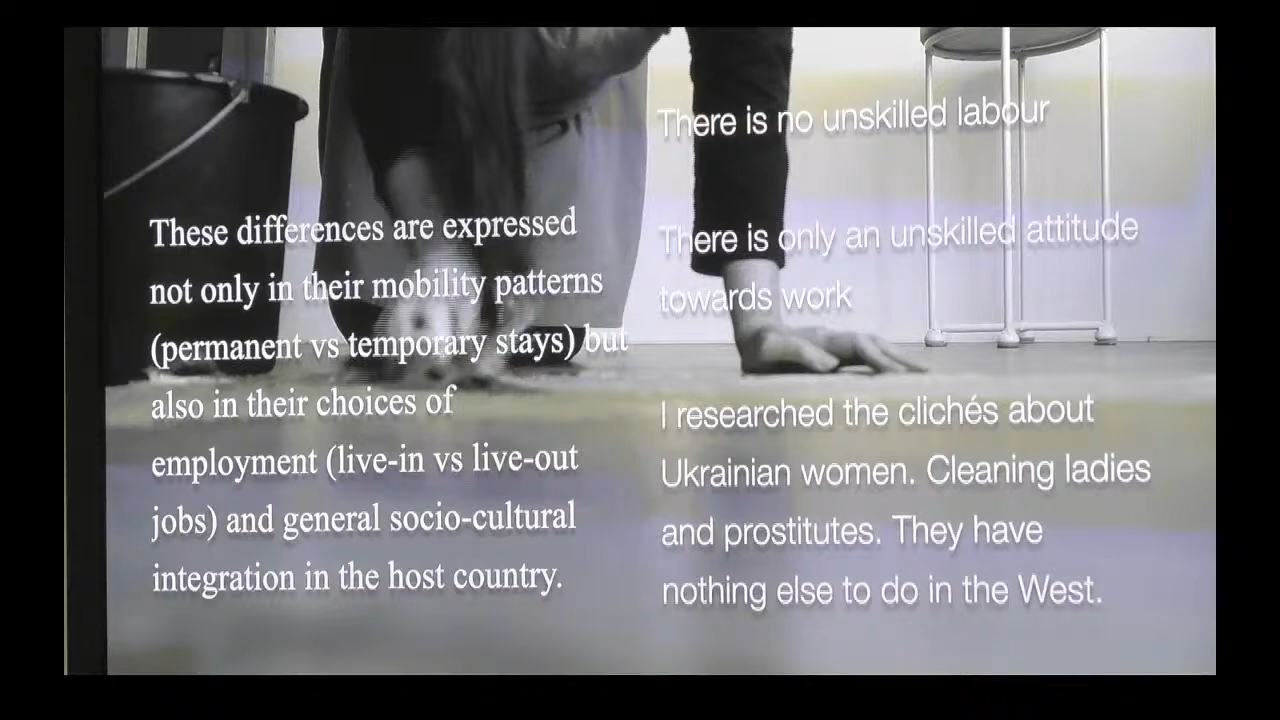 These differences are expressed
not only in their mobility patterns
(permanent vs temporary stays) but
also in their choices of
employment (live-in vs live-out
jobs) and general socio-cultural
integration in the host country.
There is no unskilled labour
There is only an unskilled attitude
towards work
I researched the clichés about
Ukrainian women. Cleaning ladies
and prostitutes. They have
nothing else to do in the West.